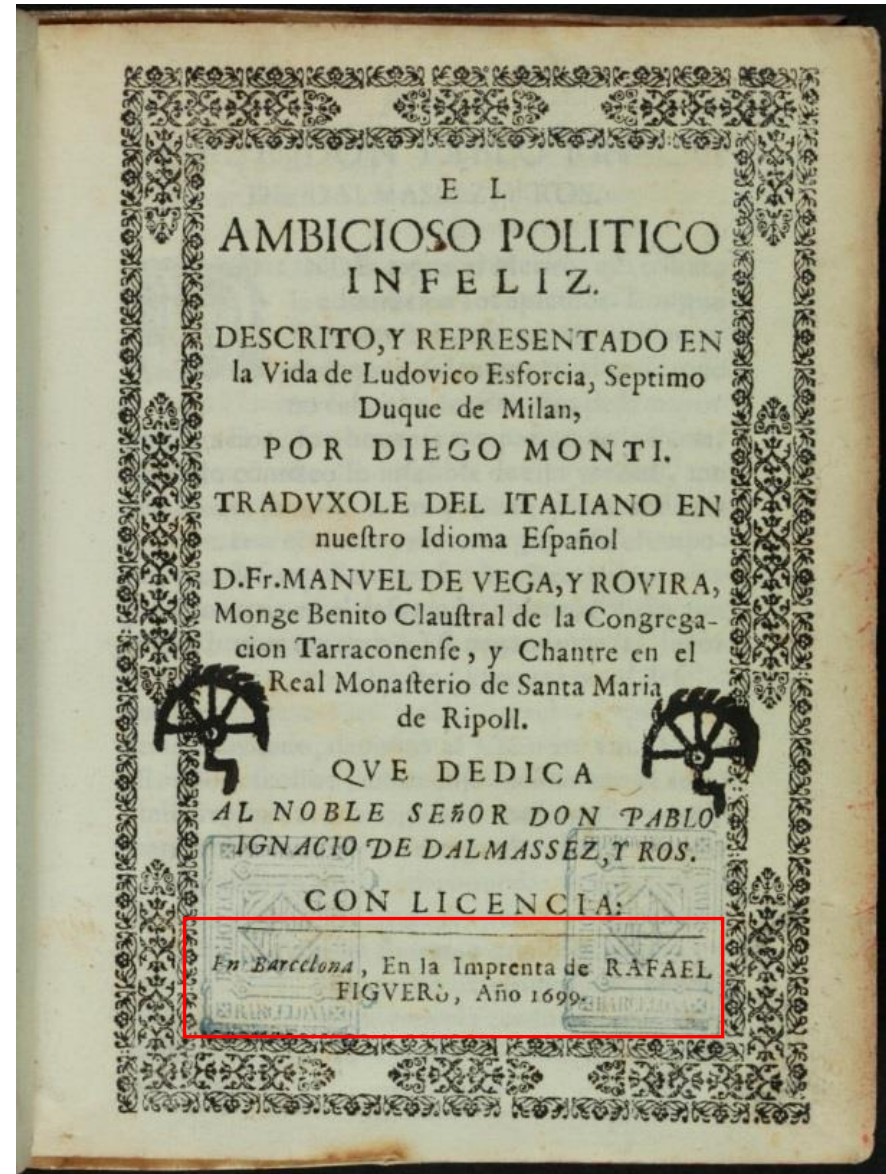 E L
AMBICIOSO POLITICO
INFELIZ.
DESCRITO, Y REPRESENTADO EN
la Vida de Ludovico Esforcia, Septimo
Duque de Milan,
POR DIEGO MONTI.
TRADVXOLE DEL ITALIANO EN
nueſtro Idioma Eſpañol
D. Fr. MANVEL DE VEGA, Y ROVIRA,
Monge Benito Clauſtral de la Congrega-
cion Tarraconenſe, y Chantre en el
Real Monaſterio de Santa Maria
de Ripoll.
QVE DEDICA
AL NOBLE SEñOR DON PABLO
IGNACIO DE DALMASSEZ, Y ROS.
CON LICENCIA:
En Barcelona, En la Imprenta de RAFAEL
FIGVERò, Año 1699.